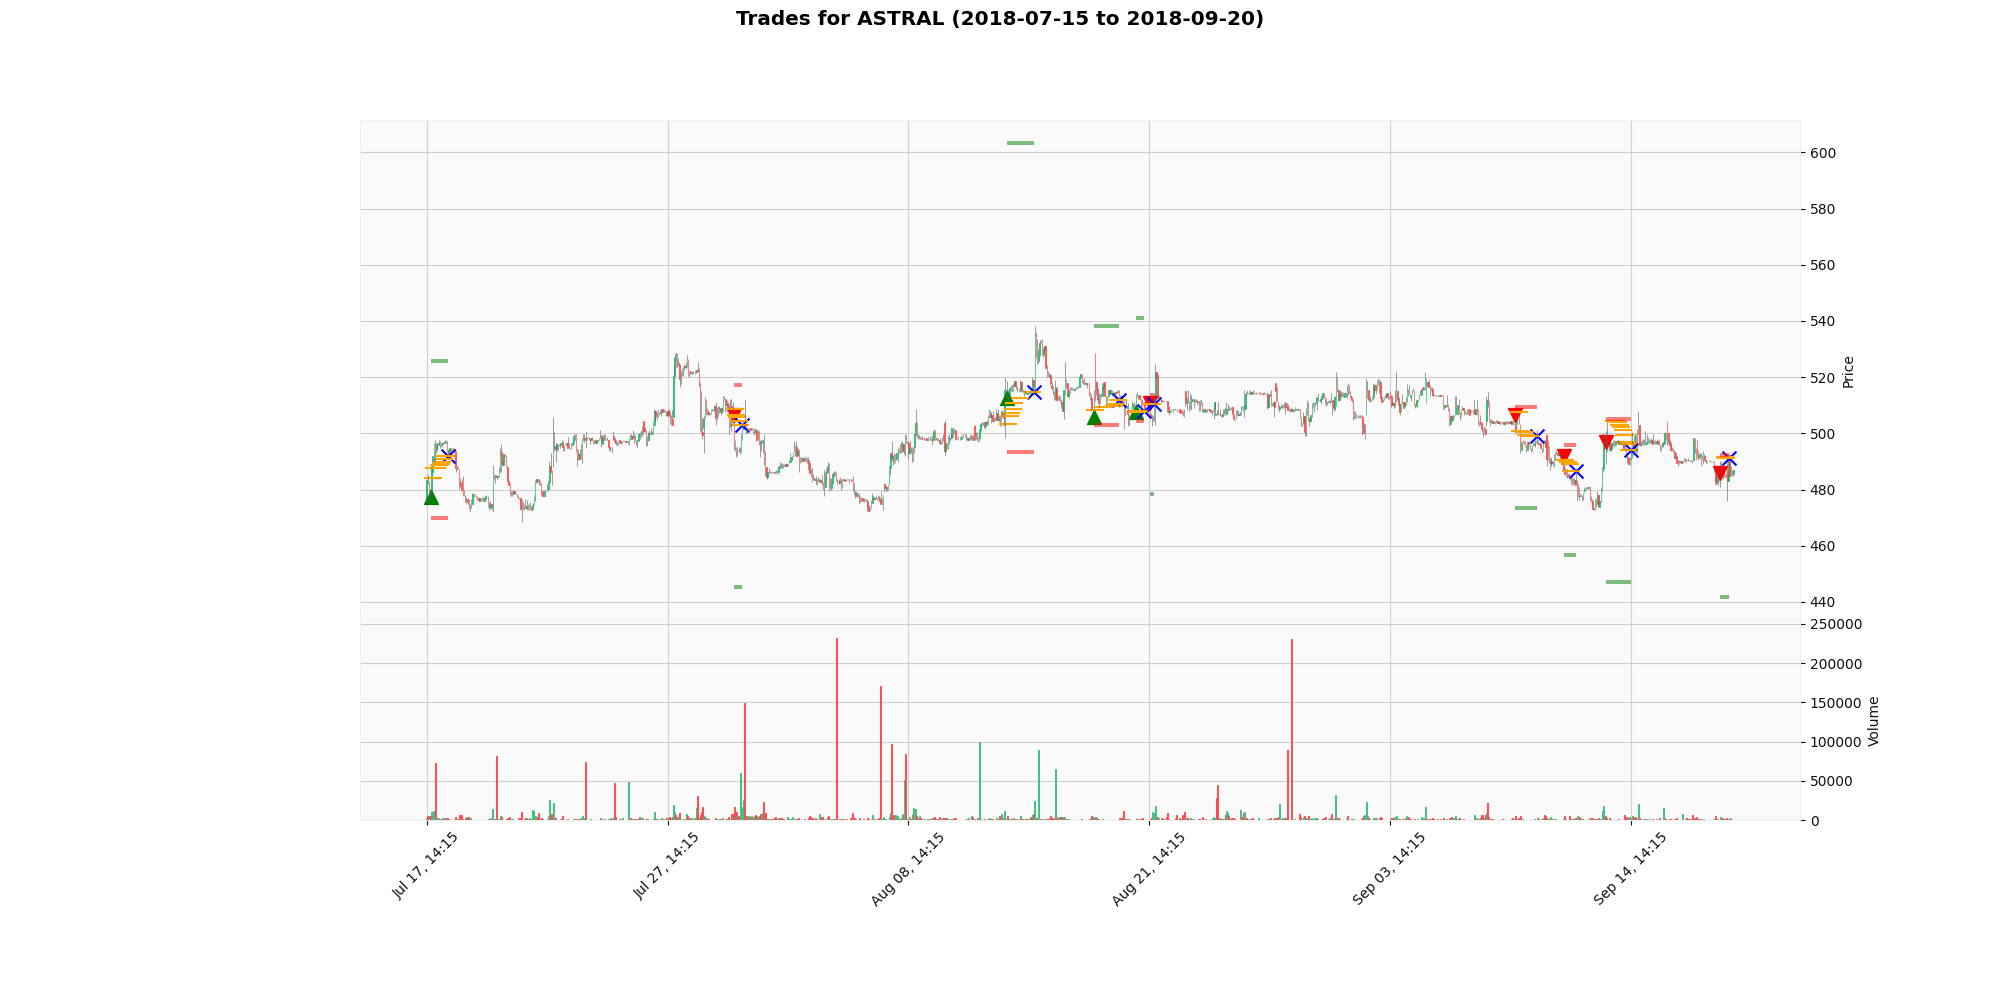 Trades for ASTRAL (2018-07-15 to 2018-09-20)
600
580
560
540
520
500
480
460
440
Price
250000
200000
150000
100000
50000
0
Volume
Jul 17, 14:15
Jul 27, 14:15
Aug 08, 14:15
Aug 21, 14:15
Sep 03, 14:15
Sep 14, 14:15